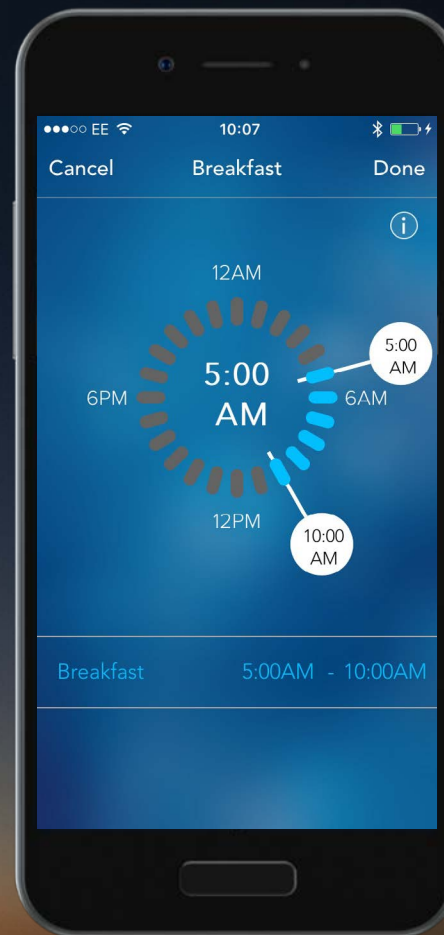 ●●●○○ EE 10:07
Cancel Breakfast Done
12AM
5:00
AM
5:00
AM
6PM
6AM
12PM
10:00
AM
Breakfast 5:00AM - 10:00AM